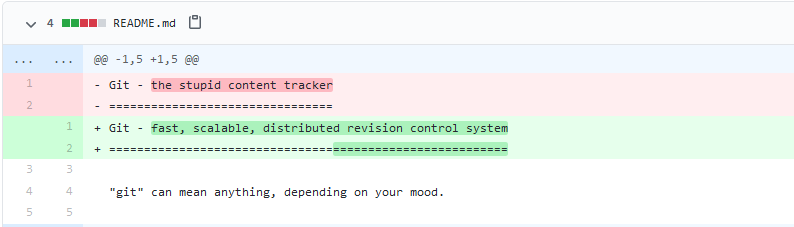 4 README.md
... ... @@ -1,5 +1,5 @@
1 - Git - the stupid content tracker
2 - ================================
1 + Git - fast, scalable, distributed revision control system
2 + =========================================================
3 3
4 4 "git" can mean anything, depending on your mood.
5 5